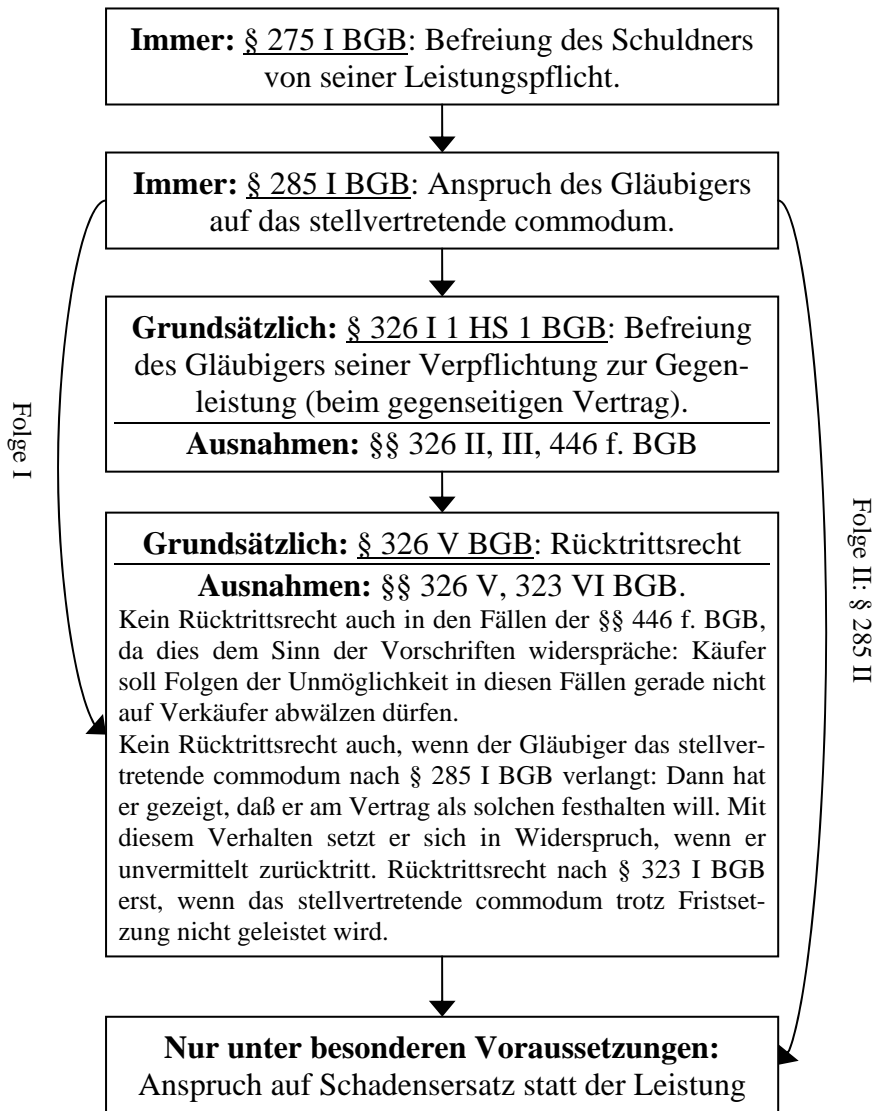 Immer: § 275 I BGB: Befreiung des Schuldners
von seiner Leistungspflicht.
Immer: § 285 I BGB: Anspruch des Gläubigers
auf das stellvertretende commodum.
Grundsätzlich: § 326 I 1 HS 1 BGB: Befreiung
des Gläubigers seiner Verpflichtung zur Gegen-
leistung (beim gegenseitigen Vertrag).
Ausnahmen: §§ 326 II, III, 446 f. BGB
Folge I
Grundsätzlich: § 326 V BGB: Rücktrittsrecht
Ausnahmen: §§ 326 V, 323 VI BGB.
Kein Rücktrittsrecht auch in den Fällen der §§ 446 f. BGB,
da dies dem Sinn der Vorschriften widerspräche: Käufer
soll Folgen der Unmöglichkeit in diesen Fällen gerade nicht
auf Verkäufer abwälzen dürfen.
Kein Rücktrittsrecht auch, wenn der Gläubiger das stellver-
tretende commodum nach § 285 I BGB verlangt: Dann hat
er gezeigt, daß er am Vertrag als solchen festhalten will. Mit
diesem Verhalten setzt er sich in Widerspruch, wenn er
unvermittelt zurücktritt. Rücktrittsrecht nach § 323 I BGB
erst, wenn das stellvertretende commodum trotz Fristset-
zung nicht geleistet wird.
Folge II: § 285 II
Nur unter besonderen Voraussetzungen:
Anspruch auf Schadensersatz statt der Leistung